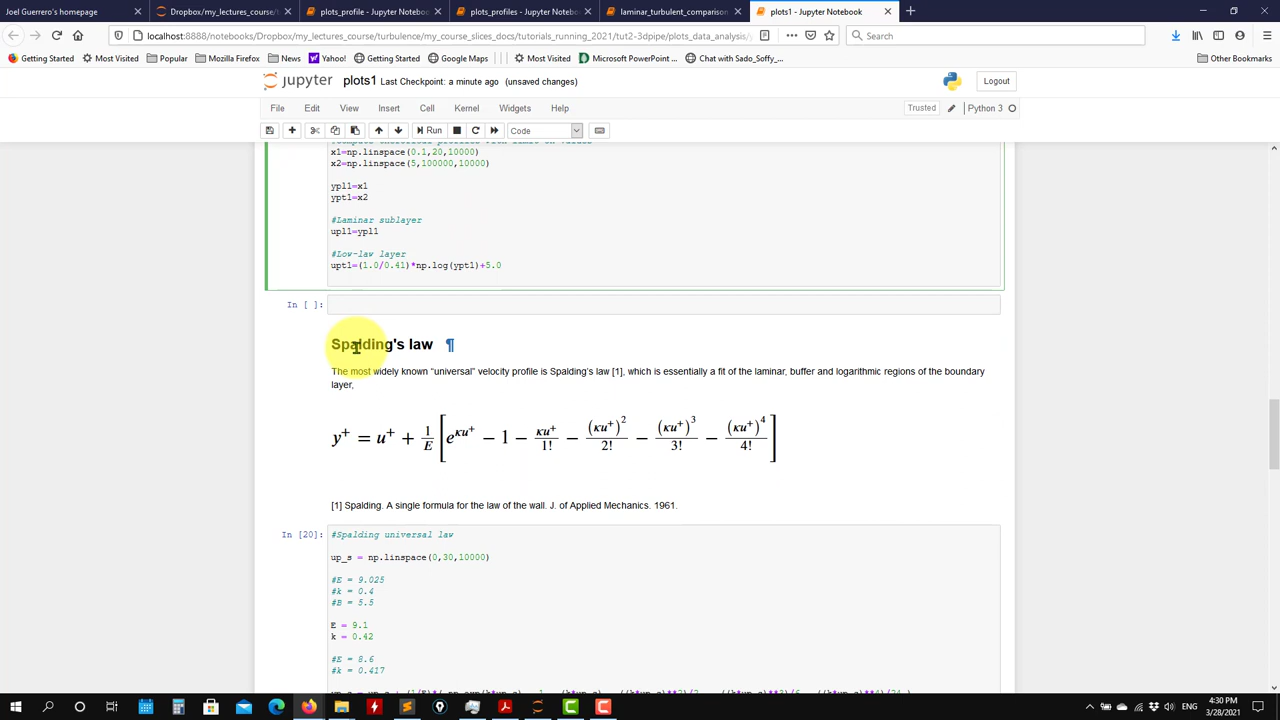 Joel Guerrero's homepage
Dropbox/my_lectures_course/t
plots_profile - Jupyter Notebook
plots_profiles - Jupyter Notebook
laminar_turbulent_comparison
plots1 - Jupyter Notebook
localhost:8888/notebooks/Dropbox/my_lectures_course/turbulence/my_course_slices_docs/tutorials_running_2021/tut2-3dpipe/plots_data_analysis/
Search
Getting Started
Most Visited
Popular
Mozilla Firefox
News
Yahoo!
Getting Started
Google Maps
Most Visited
Microsoft PowerPoint ...
Chat with Sado_Soffy_...
Other Bookmarks
jupyter plots1 Last Checkpoint: a minute ago (unsaved changes)
Logout
File Edit View Insert Cell Kernel Widgets Help
Trusted
Python 3
Run
Code
x1=np.linspace(0.1,20,10000)
x2=np.linspace(5,100000,10000)
ypl1=x1
ypt1=x2
#Laminar sublayer
upl1=ypl1
#Low-law layer
upt1=(1.0/0.41)*np.log(ypt1)+5.0
In [ ]:
Spalding's law ¶
The most widely known “universal” velocity profile is Spalding’s law [1], which is essentially a fit of the laminar, buffer and logarithmic regions of the boundary
layer,
y⁺ = u⁺ + 1/E [e^{κu⁺} − 1 − κu⁺/1! − (κu⁺)²/2! − (κu⁺)³/3! − (κu⁺)⁴/4!]
[1] Spalding. A single formula for the law of the wall. J. of Applied Mechanics. 1961.
In [20]:
#Spalding universal law
up_s = np.linspace(0,30,10000)
#E = 9.025
#k = 0.4
#B = 5.5
E = 9.1
k = 0.42
#E = 8.6
#k = 0.417
4:30 PM
ENG
3/28/2021